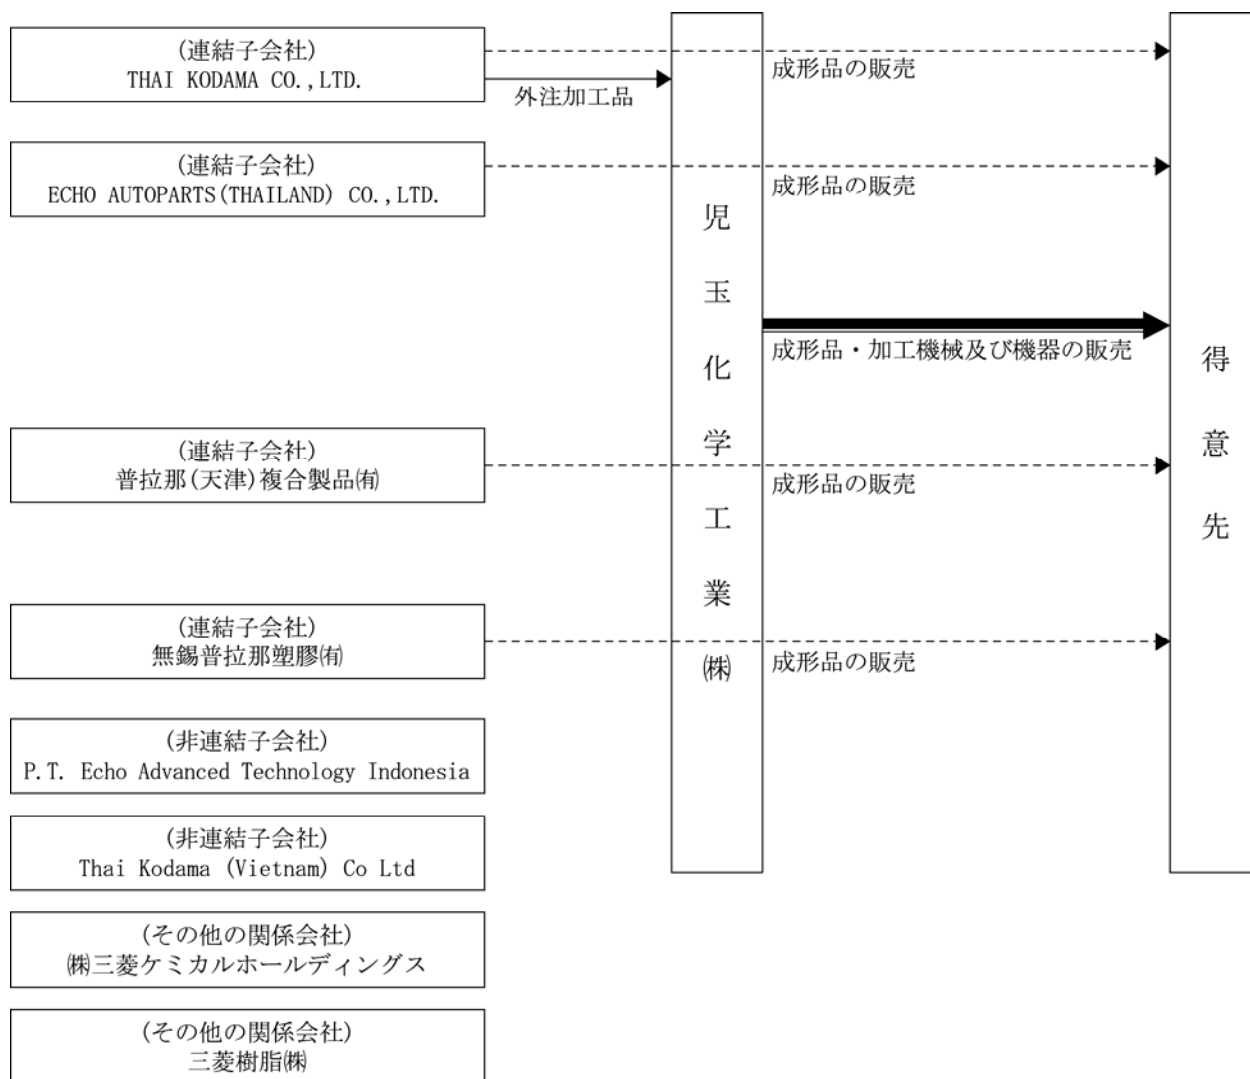 (連結子会社)
THAI KODAMA CO.,LTD.
成形品の販売
外注加工品
(連結子会社)
ECHO AUTOPARTS(THAILAND) CO.,LTD.
成形品の販売
児玉化学工業㈱
成形品・加工機械及び機器の販売
得意先
(連結子会社)
普拉那(天津)複合製品㈲
成形品の販売
(連結子会社)
無錫普拉那塑膠㈲
成形品の販売
(非連結子会社)
P.T. Echo Advanced Technology Indonesia
(非連結子会社)
Thai Kodama (Vietnam) Co Ltd
(その他の関係会社)
㈱三菱ケミカルホールディングス
(その他の関係会社)
三菱樹脂㈱